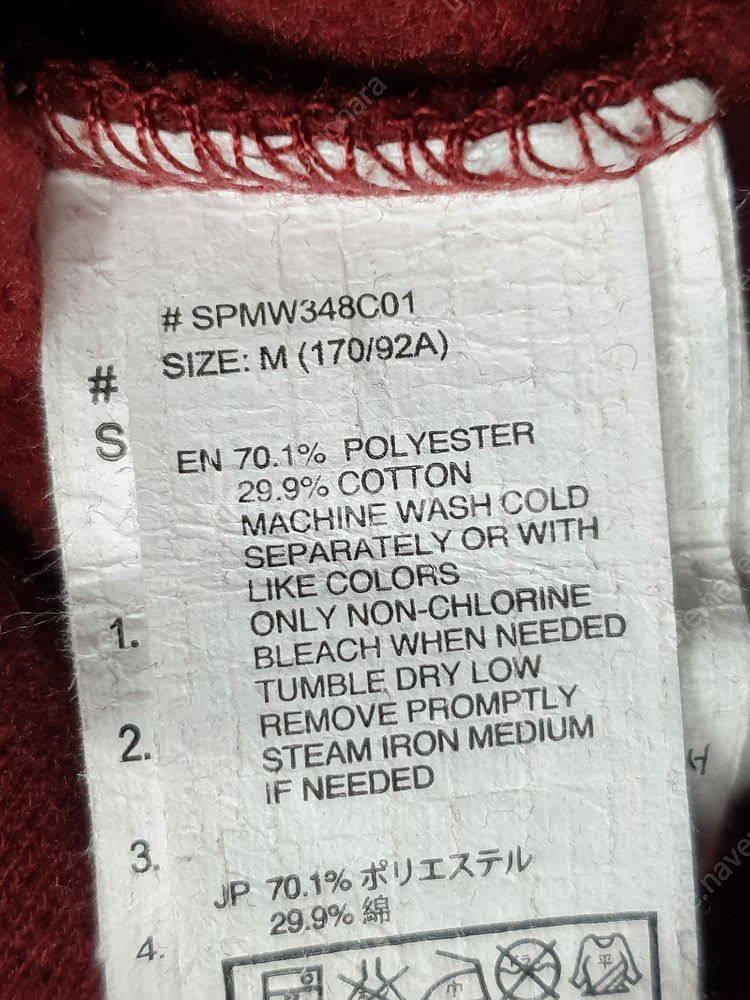 # SPMW348C01
SIZE: M (170/92A)
#
S
EN 70.1% POLYESTER
29.9% COTTON
MACHINE WASH COLD
SEPARATELY OR WITH
LIKE COLORS
ONLY NON-CHLORINE
BLEACH WHEN NEEDED
TUMBLE DRY LOW
REMOVE PROMPTLY
STEAM IRON MEDIUM
IF NEEDED
1.
2.
3.
4.
H
JP 70.1% ポリエステル
29.9% 綿
中
平